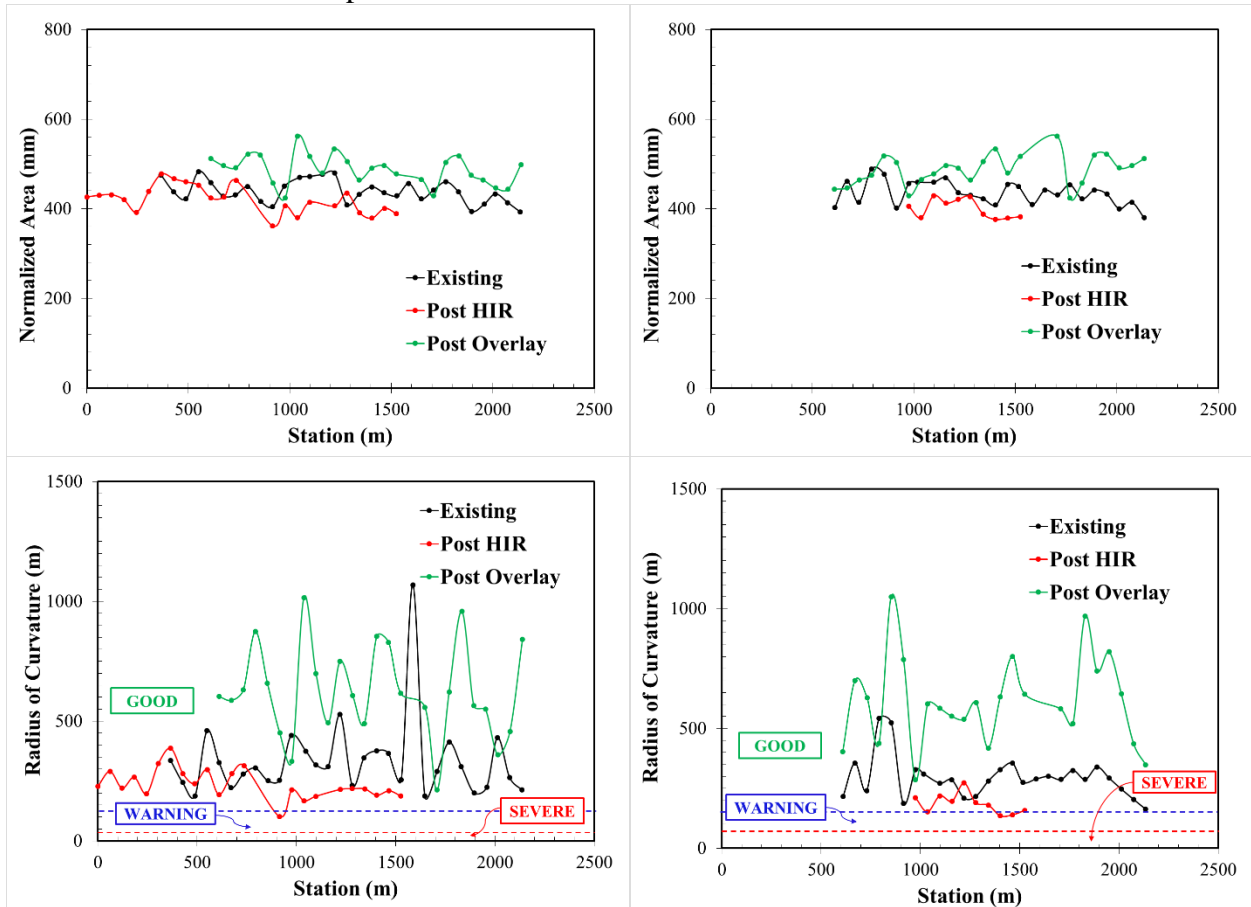 800
600
400
200
0
0
500
1000
1500
2000
2500
Normalized Area (mm)
Station (m)
Existing
Post HIR
Post Overlay
800
600
400
200
0
0
500
1000
1500
2000
2500
Normalized Area (mm)
Station (m)
Existing
Post HIR
Post Overlay
1500
1000
500
0
0
500
1000
1500
2000
2500
Radius of Curvature (m)
Station (m)
Existing
Post HIR
Post Overlay
GOOD
WARNING
SEVERE
1500
1000
500
0
0
500
1000
1500
2000
2500
Radius of Curvature (m)
Station (m)
Existing
Post HIR
Post Overlay
GOOD
WARNING
SEVERE